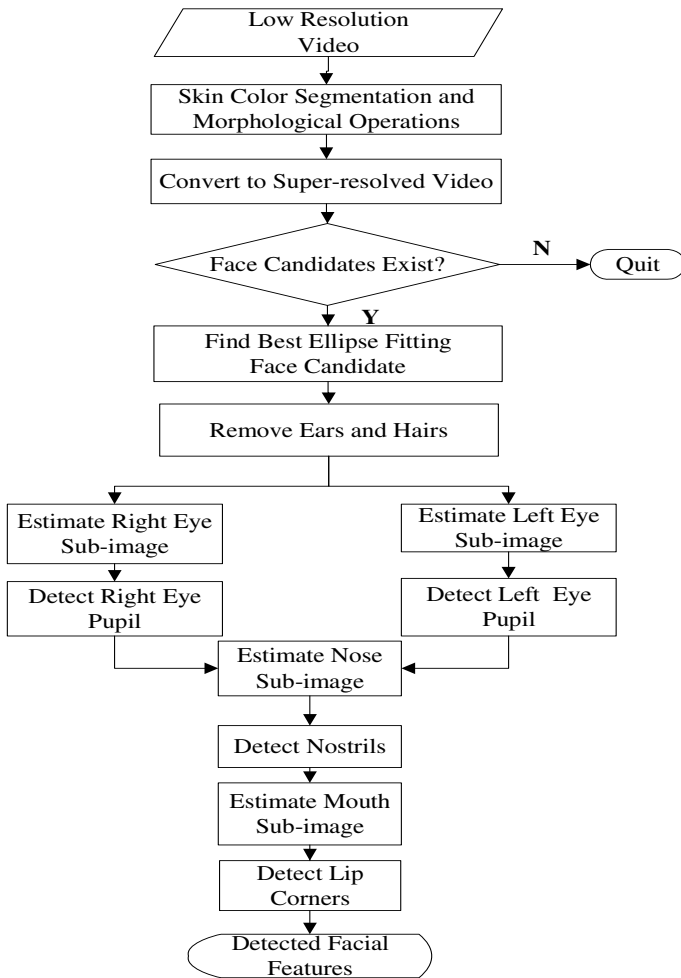 Low Resolution
Video
Skin Color Segmentation and
Morphological Operations
Convert to Super-resolved Video
Face Candidates Exist?
N
Quit
Y
Find Best Ellipse Fitting
Face Candidate
Remove Ears and Hairs
Estimate Right Eye
Sub-image
Estimate Left Eye
Sub-image
Detect Right Eye
Pupil
Detect Left Eye
Pupil
Estimate Nose
Sub-image
Detect Nostrils
Estimate Mouth
Sub-image
Detect Lip
Corners
Detected Facial
Features